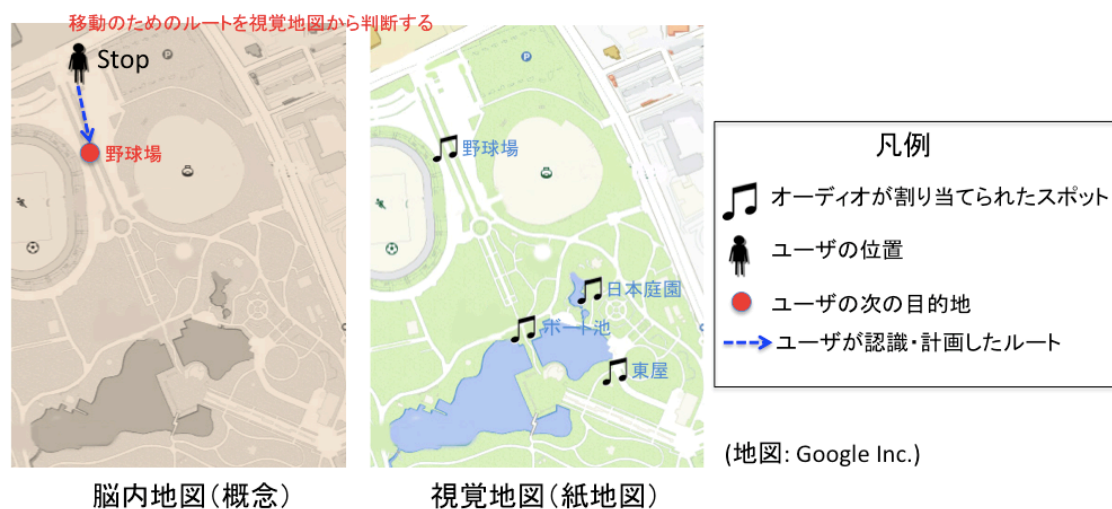 移動のためのルートを視覚地図から判断する
Stop
野球場
P
脳内地図(概念)
P
野球場
日本庭園
ボート池
東屋
視覚地図(紙地図)
凡例
オーディオが割り当てられたスポット
ユーザの位置
ユーザの次の目的地
ユーザが認識・計画したルート
(地図: Google Inc.)